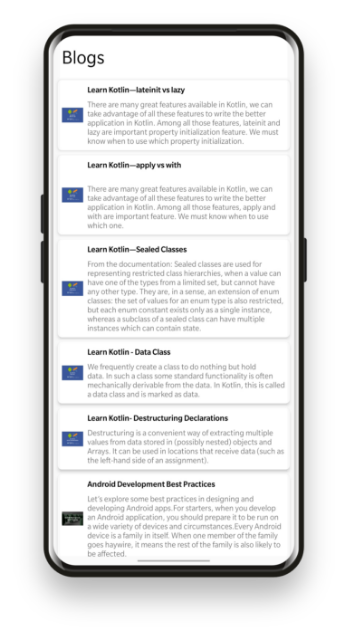 Blogs
Learn Kotlin—lateinit vs lazy
There are many great features available in Kotlin, we can
take advantage of all these features to write the better
application in Kotlin. Among all those features, lateinit and
lazy are important property initialization feature. We must
know when to use which property initialization.
Learn Kotlin—apply vs with
There are many great features available in Kotlin, we can
take advantage of all these features to write the better
application in Kotlin. Among all those features, apply and
with are important feature. We must know when to use
which one.
Learn Kotlin—Sealed Classes
From the documentation: Sealed classes are used for
representing restricted class hierarchies, when a value can
have one of the types from a limited set, but cannot have
any other type. They are, in a sense, an extension of enum
classes: the set of values for an enum type is also restricted,
but each enum constant exists only as a single instance,
whereas a subclass of a sealed class can have multiple
instances which can contain state.
Learn Kotlin - Data Class
We frequently create a class to do nothing but hold
data. In such a class some standard functionality is often
mechanically derivable from the data. In Kotlin, this is called
a data class and is marked as data.
Learn Kotlin- Destructuring Declarations
Destructuring is a convenient way of extracting multiple
values from data stored in (possibly nested) objects and
Arrays. It can be used in locations that receive data (such as
the left-hand side of an assignment).
Android Development Best Practices
Let's explore some best practices in designing and
developing Android apps.For starters, when you develop
an Android application, you should prepare it to be run on
a wide variety of devices and circumstances.Every Android
device is a family in itself. When one member of the family
goes haywire, it means the rest of the family is also likely to
be affected.